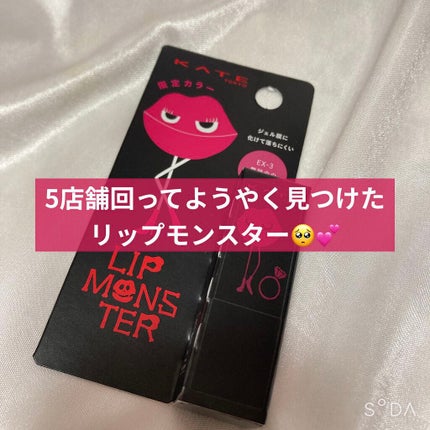 KATE
TOKYO
限定カラー
ジェル膜に
化けて落ちにくい
EX-3
5店舗回ってようやく見つけた
リップモンスター🥺💕
LIP
MONS
TER
SODA